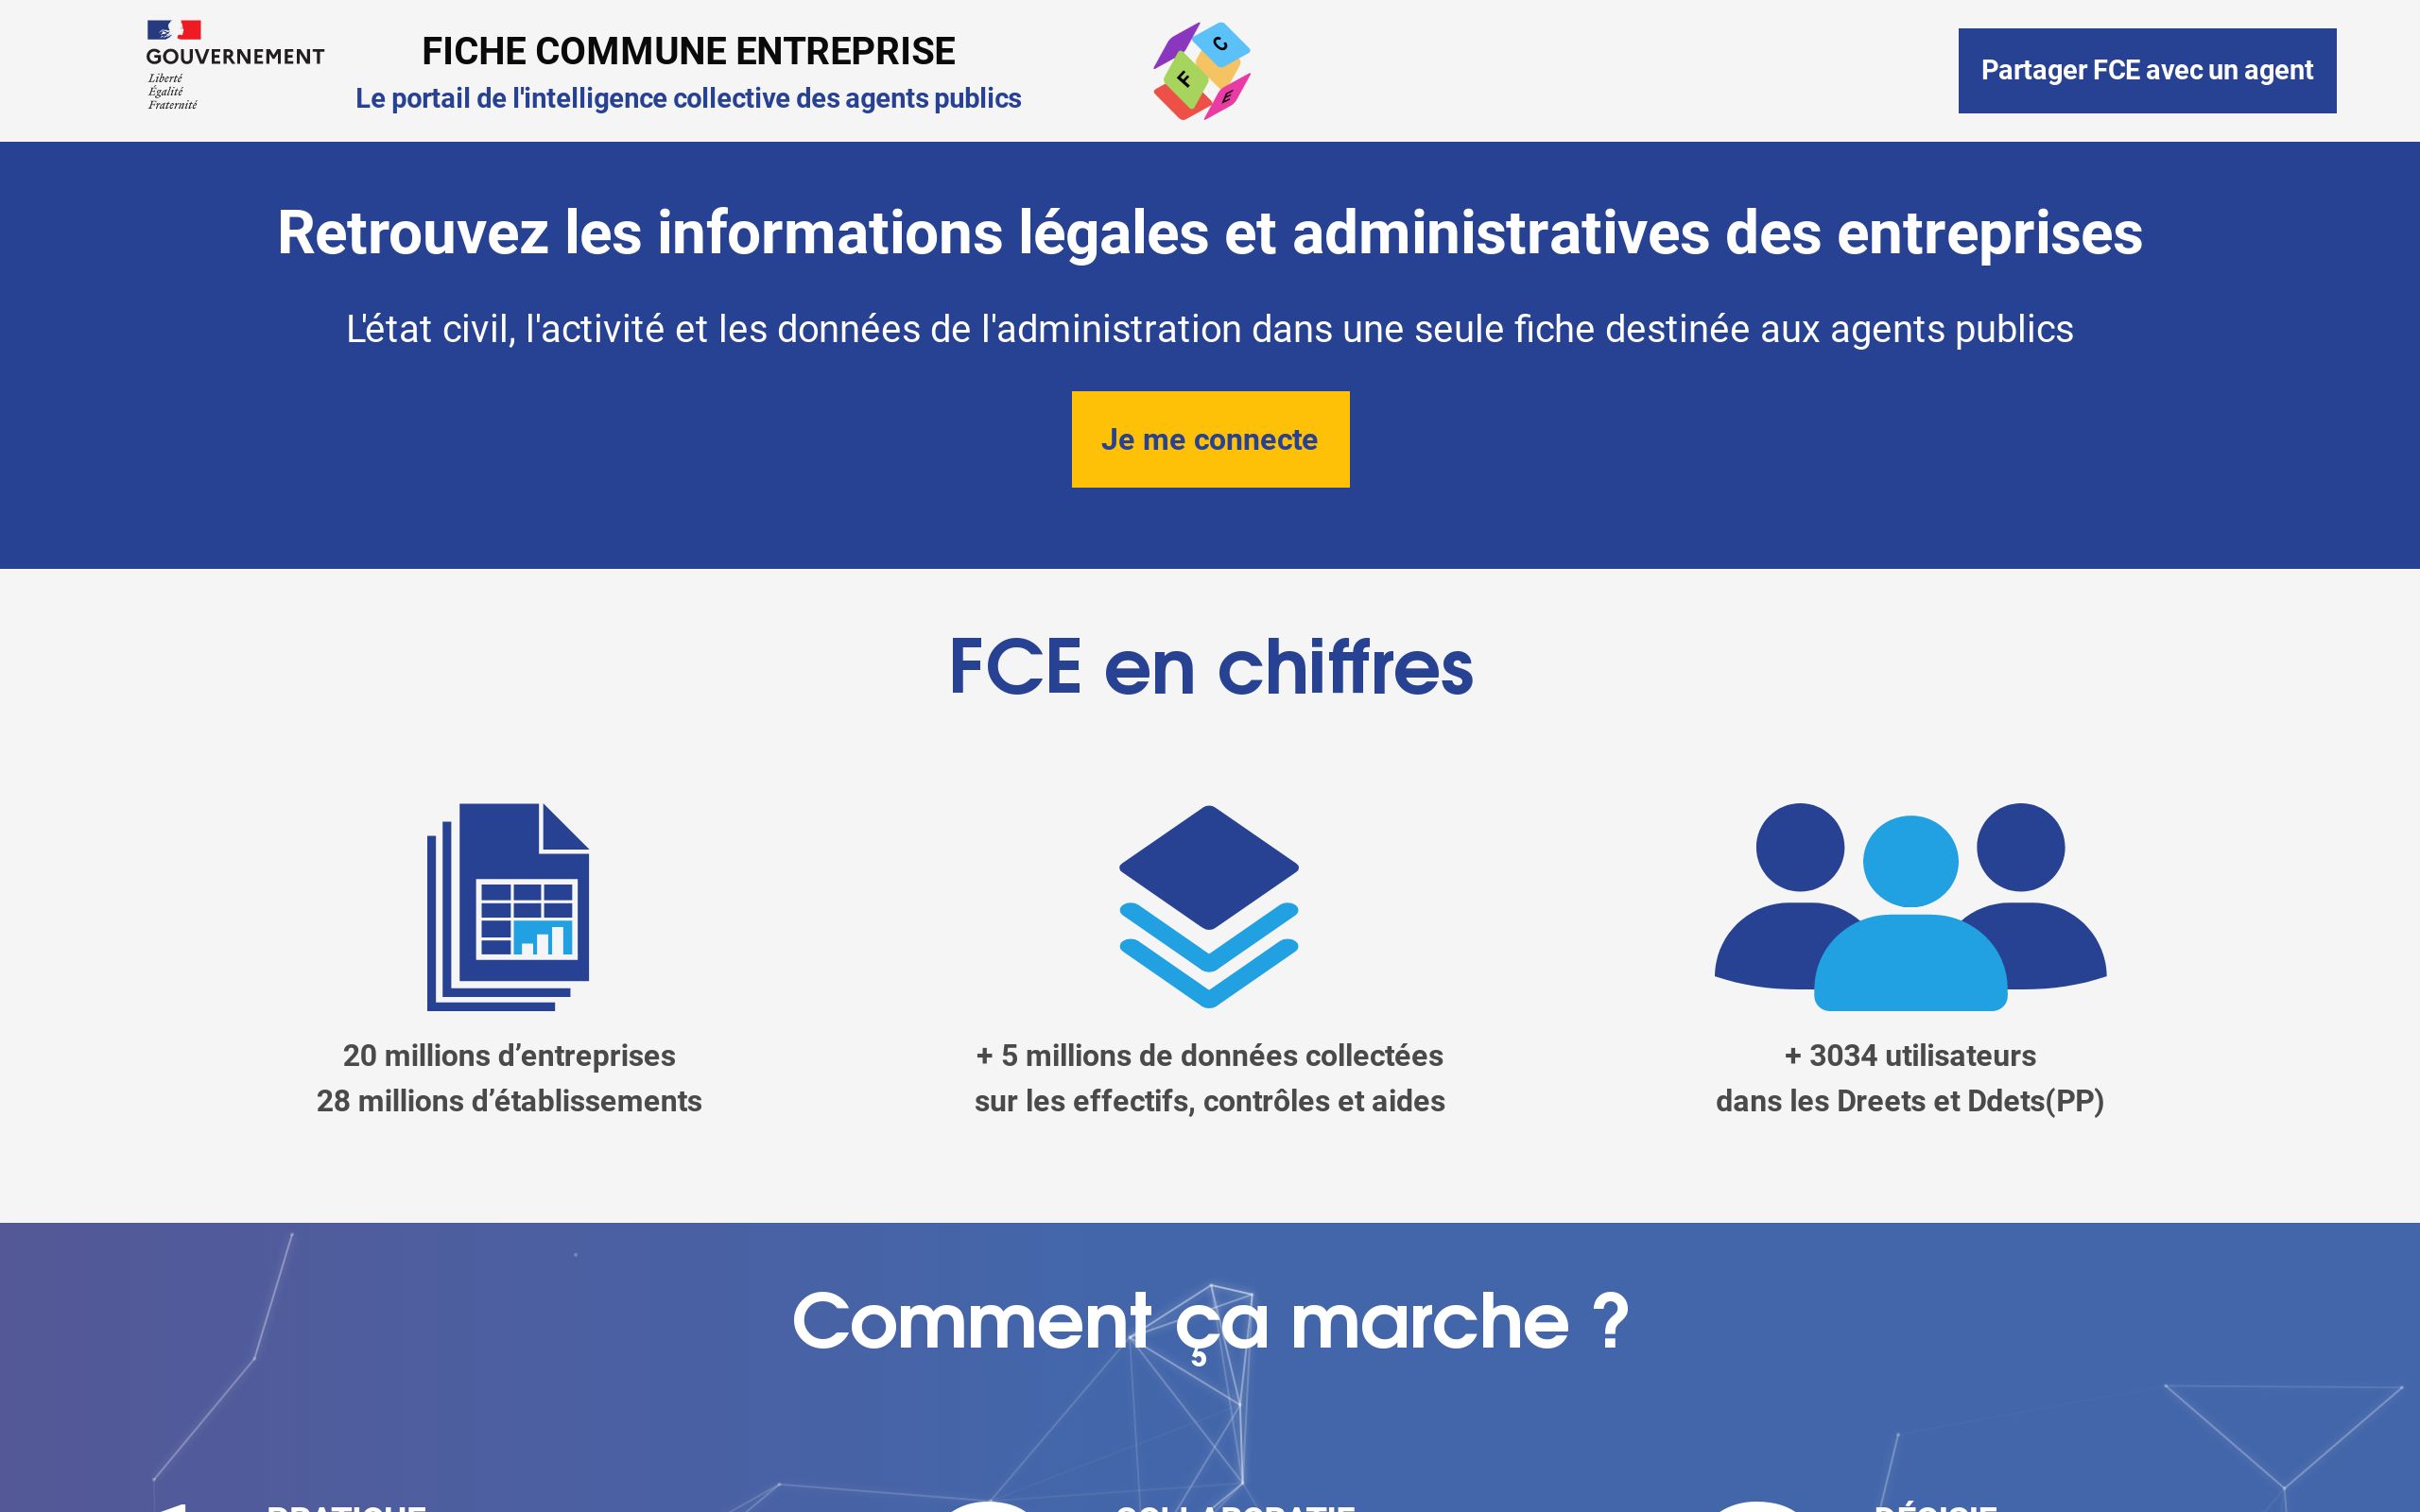 GOUVERNEMENT
Liberté
Égalité
Fraternité
FICHE COMMUNE ENTREPRISE
Le portail de l'intelligence collective des agents publics
F
C
E
Partager FCE avec un agent
Retrouvez les informations légales et administratives des entreprises
L'état civil, l'activité et les données de l'administration dans une seule fiche destinée aux agents publics
Je me connecte
FCE en chiffres
20 millions d’entreprises
28 millions d’établissements
+ 5 millions de données collectées
sur les effectifs, contrôles et aides
+ 3034 utilisateurs
dans les Dreets et Ddets(PP)
Comment ça marche ?
PRATIQUE
COLLABORATIF
DÉCISIF